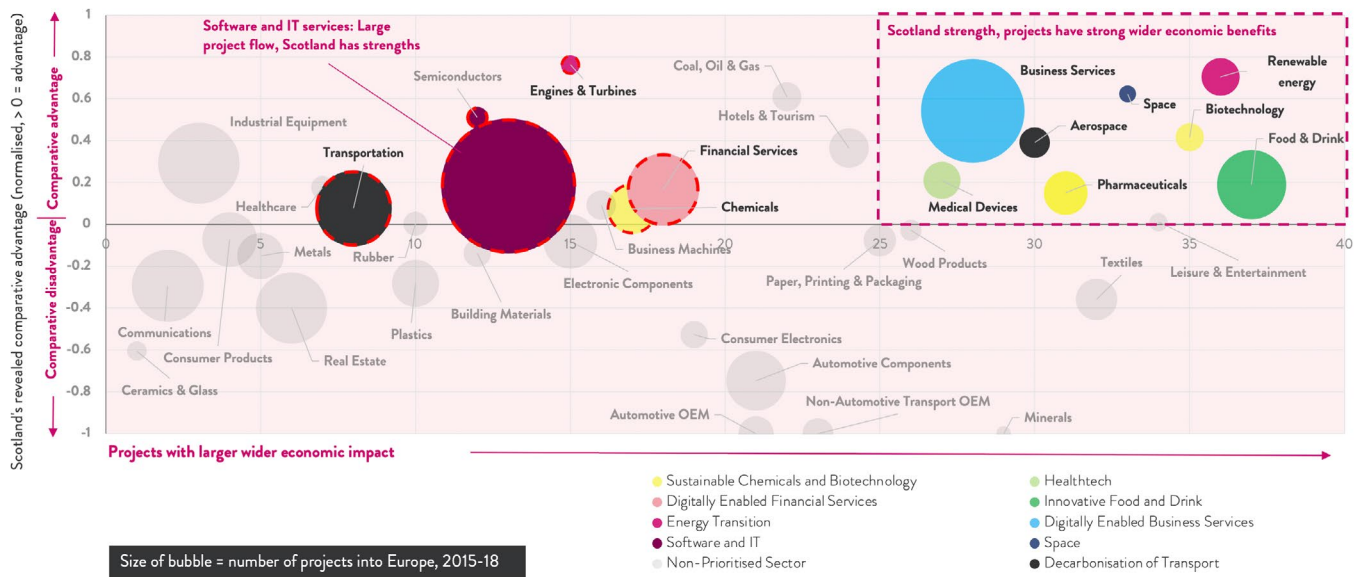 Scotland's revealed comparative advantage (normalised, > 0 = advantage)
Comparative disadvantage | Comparative advantage
1
0.8
0.6
0.4
0.2
0
-0.2
-0.4
-0.6
-0.8
-1
0
5
10
15
20
25
30
35
40
Software and IT services: Large
project flow, Scotland has strengths
Scotland strength, projects have strong wider economic benefits
Semiconductors
Engines & Turbines
Coal, Oil & Gas
Hotels & Tourism
Business Services
Space
Renewable
energy
Biotechnology
Aerospace
Food & Drink
Industrial Equipment
Transportation
Financial Services
Healthcare
Chemicals
Medical Devices
Pharmaceuticals
Metals
Rubber
Business Machines
Electronic Components
Paper, Printing & Packaging
Wood Products
Textiles
Leisure & Entertainment
Communications
Consumer Products
Real Estate
Plastics
Building Materials
Ceramics & Glass
Consumer Electronics
Automotive Components
Automotive OEM
Non-Automotive Transport OEM
Minerals
Projects with larger wider economic impact
Sustainable Chemicals and Biotechnology
Digitally Enabled Financial Services
Energy Transition
Software and IT
Non-Prioritised Sector
Healthtech
Innovative Food and Drink
Digitally Enabled Business Services
Space
Decarbonisation of Transport
Size of bubble = number of projects into Europe, 2015-18